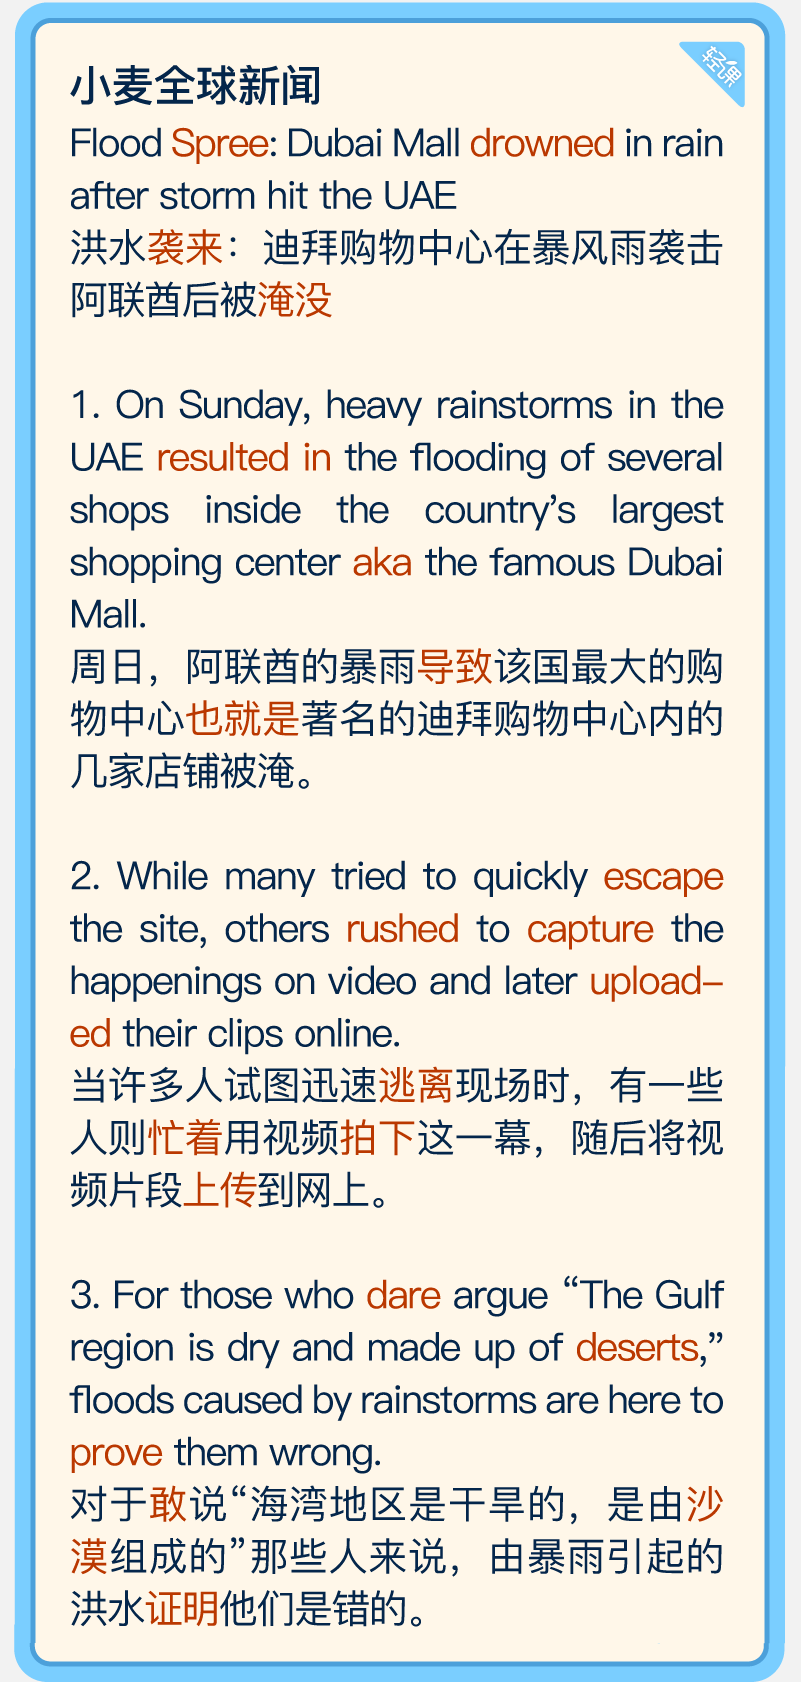 轻课
小麦全球新闻
Flood Spree: Dubai Mall drowned in rain
after storm hit the UAE
洪水袭来：迪拜购物中心在暴风雨袭击
阿联酋后被淹没
1. On Sunday, heavy rainstorms in the
UAE resulted in the flooding of several
shops inside the country’s largest
shopping center aka the famous Dubai
Mall.
周日，阿联酋的暴雨导致该国最大的购
物中心也就是著名的迪拜购物中心内的
几家店铺被淹。
2. While many tried to quickly escape
the site, others rushed to capture the
happenings on video and later upload-
ed their clips online.
当许多人试图迅速逃离现场时，有一些
人则忙着用视频拍下这一幕，随后将视
频片段上传到网上。
3. For those who dare argue “The Gulf
region is dry and made up of deserts,”
floods caused by rainstorms are here to
prove them wrong.
对于敢说“海湾地区是干旱的，是由沙
漠组成的”那些人来说，由暴雨引起的
洪水证明他们是错的。